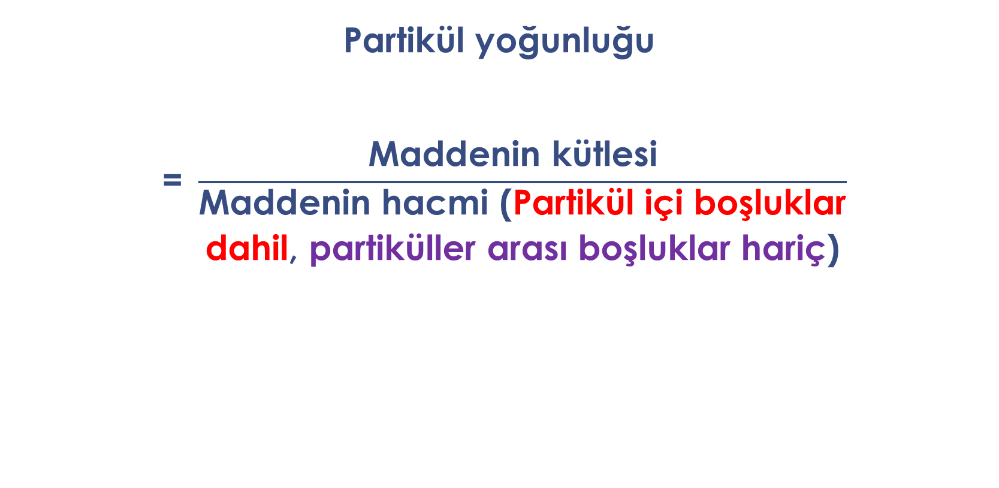 Partikül yoğunluğu
Maddenin kütlesi
=
Maddenin hacmi (Partikül içi boşluklar
dahil, partiküller arası boşluklar hariç)